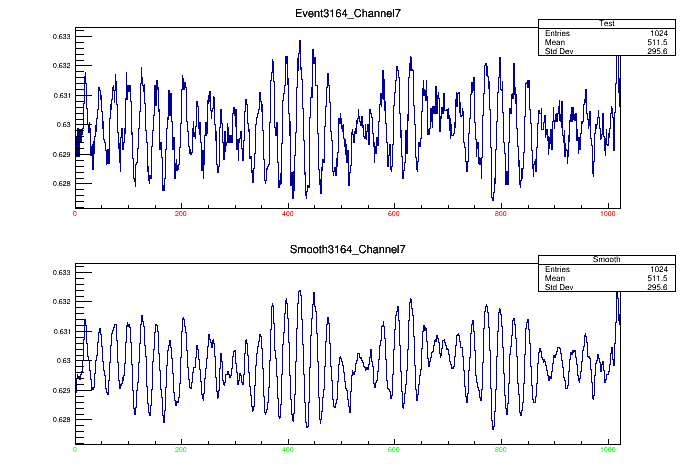 Event3164_Channel7
Test
Entries 1024
Mean 511.5
Std Dev 295.6
0.633
0.632
0.631
0.63
0.629
0.628
0 200 400 600 800 1000
Smooth3164_Channel7
Smooth
Entries 1024
Mean 511.5
Std Dev 295.6
0.633
0.632
0.631
0.63
0.629
0.628
0 200 400 600 800 1000